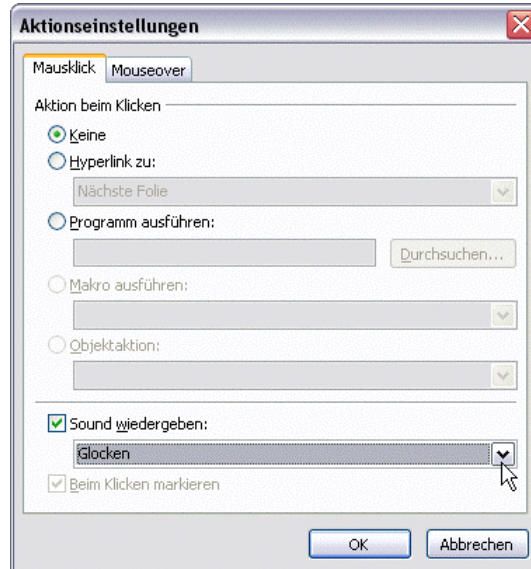 Aktionseinstellungen
Mausklick Mouseover
Aktion beim Klicken
Keine
Hyperlink zu:
Nächste Folie
Programm ausführen:
Durchsuchen...
Makro ausführen:
Objektaktion:
Sound wiedergeben:
Glocken
Beim Klicken markieren
OK Abbrechen